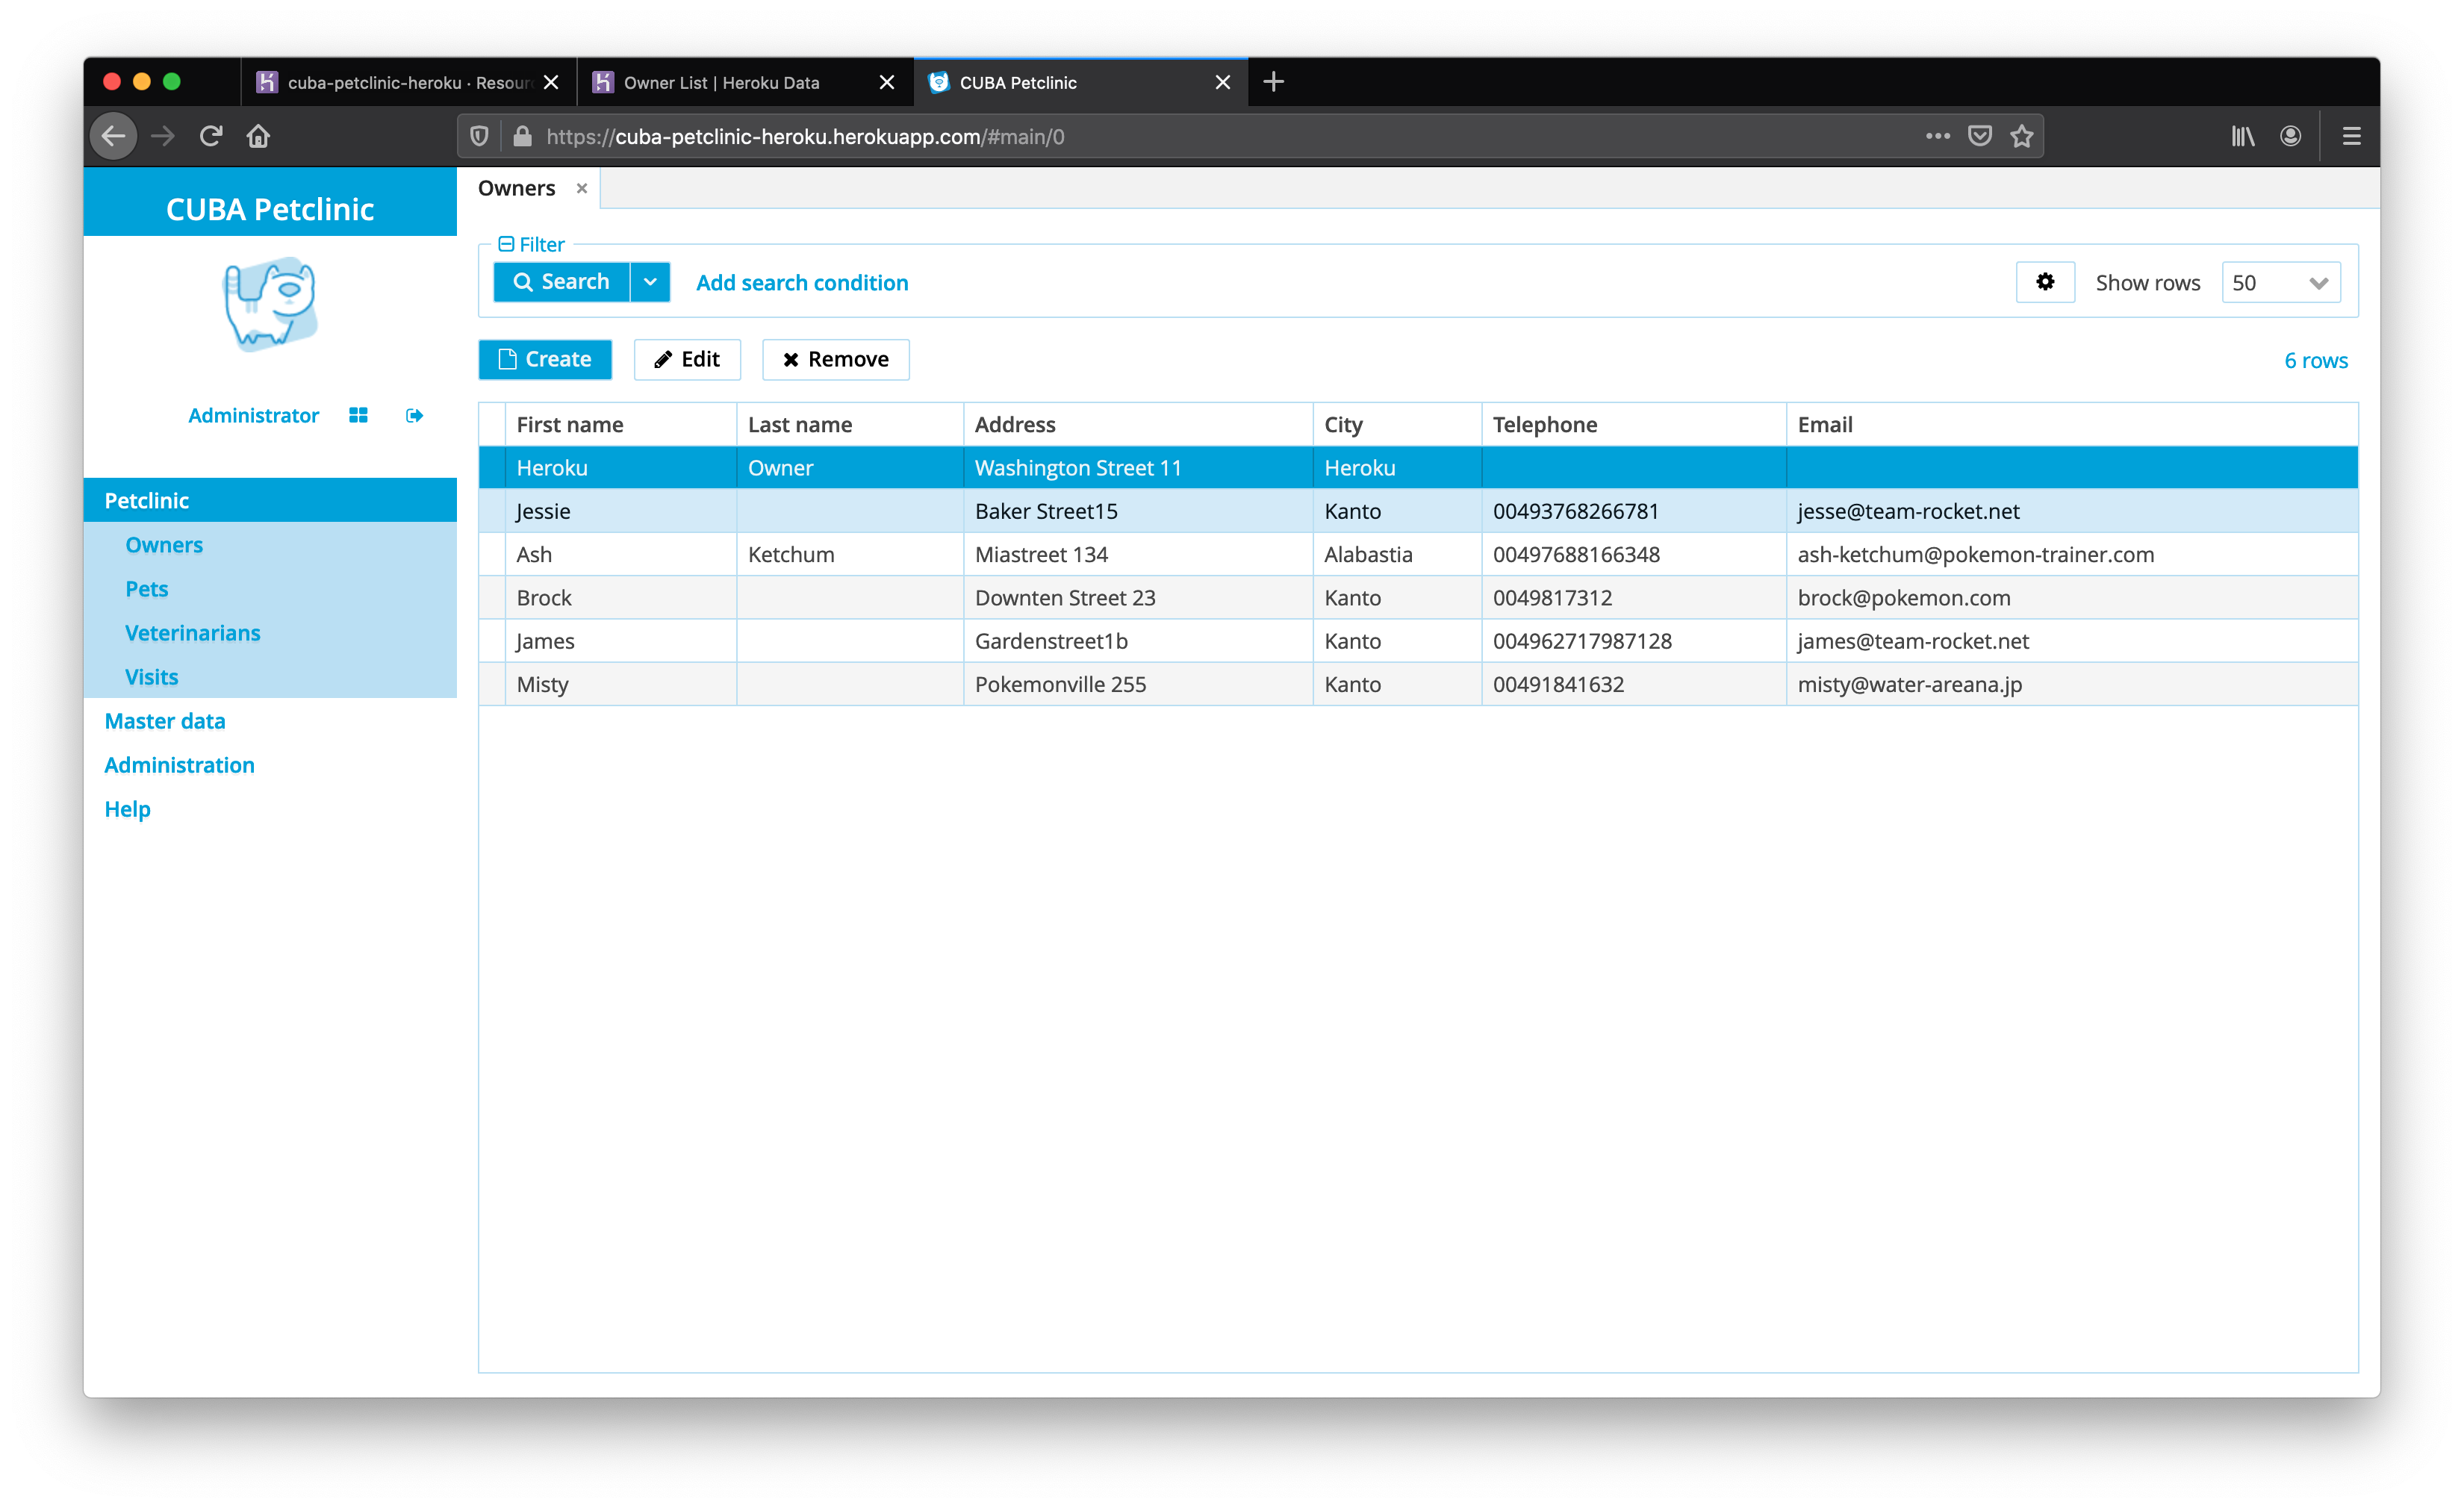 cuba-petclinic-heroku · Resour
Owner List | Heroku Data
CUBA Petclinic
https://cuba-petclinic-heroku.herokuapp.com/#main/0
CUBA Petclinic
Administrator
Petclinic
Owners
Pets
Veterinarians
Visits
Master data
Administration
Help
Owners
Filter
Search Add search condition Show rows 50
Create Edit Remove 6 rows
First name Last name Address City Telephone Email
Heroku Owner Washington Street 11 Heroku
Jessie Baker Street15 Kanto 00493768266781 jesse@team-rocket.net
Ash Ketchum Miastreet 134 Alabastia 00497688166348 ash-ketchum@pokemon-trainer.com
Brock Downten Street 23 Kanto 0049817312 brock@pokemon.com
James Gardenstreet1b Kanto 004962717987128 james@team-rocket.net
Misty Pokemonville 255 Kanto 00491841632 misty@water-areana.jp